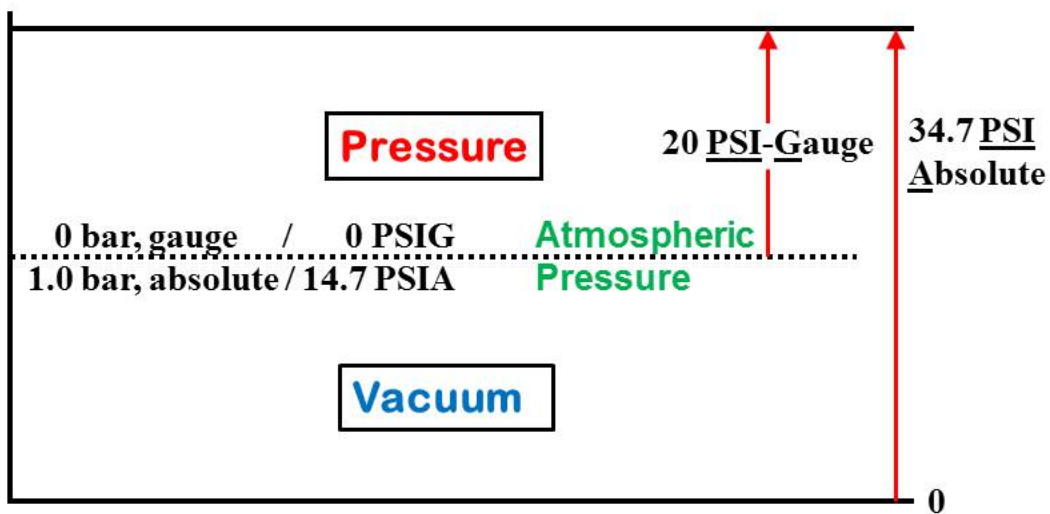 Pressure
20 PSI-Gauge
34.7 PSI
Absolute
0 bar, gauge / 0 PSIG Atmospheric
1.0 bar, absolute / 14.7 PSIA Pressure
Vacuum
0